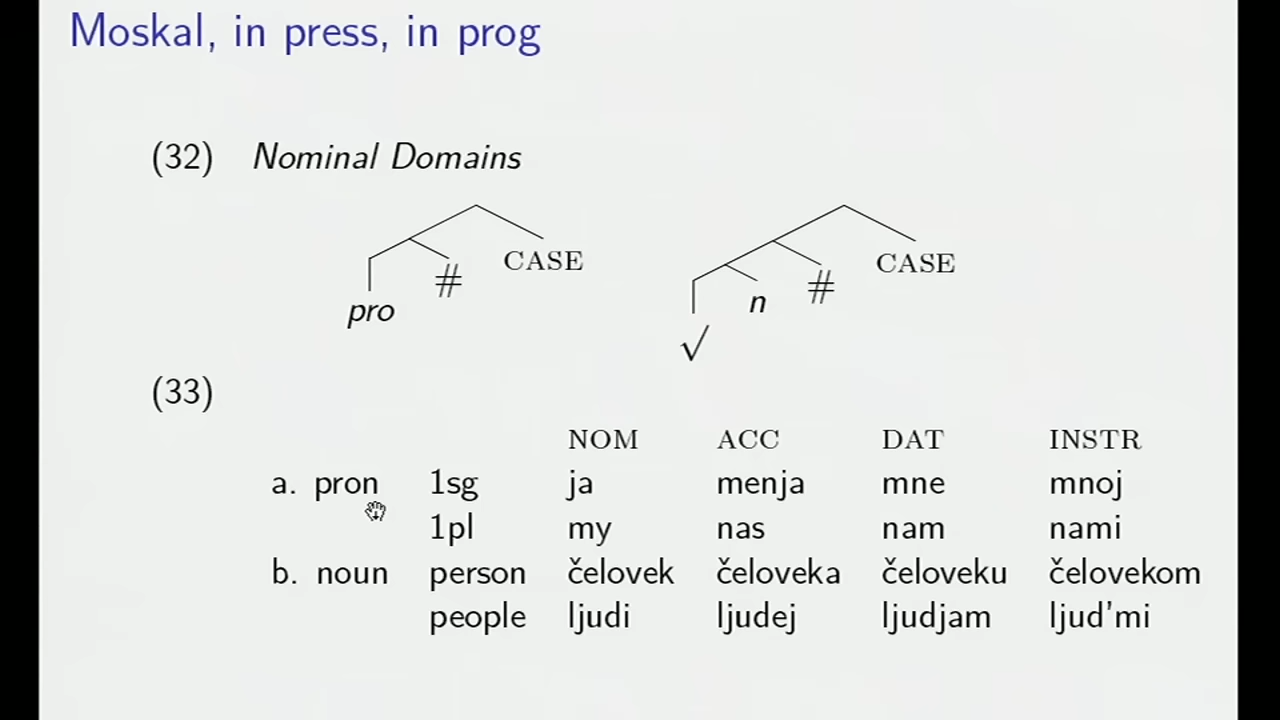 Moskal, in press, in prog
(32) Nominal Domains
CASE CASE
pro # n #
√
(33)
NOM ACC DAT INSTR
a. pron 1sg ja menja mne mnoj
1pl my nas nam nami
b. noun person čelovek čeloveka čeloveku čelovekom
people ljudi ljudej ljudjam ljud'mi